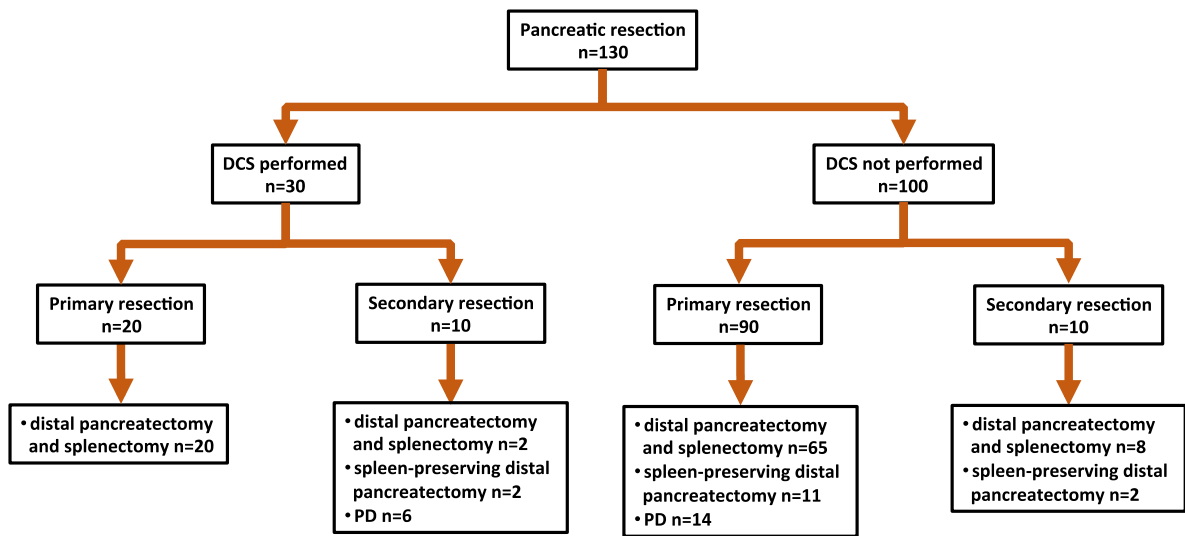 Pancreatic resection
n=130
DCS performed
n=30
DCS not performed
n=100
Primary resection
n=20
Secondary resection
n=10
Primary resection
n=90
Secondary resection
n=10
• distal pancreatectomy
and splenectomy n=20
• distal pancreatectomy
and splenectomy n=2
• spleen-preserving distal
pancreatectomy n=2
• PD n=6
• distal pancreatectomy
and splenectomy n=65
• spleen-preserving distal
pancreatectomy n=11
• PD n=14
• distal pancreatectomy
and splenectomy n=8
• spleen-preserving distal
pancreatectomy n=2